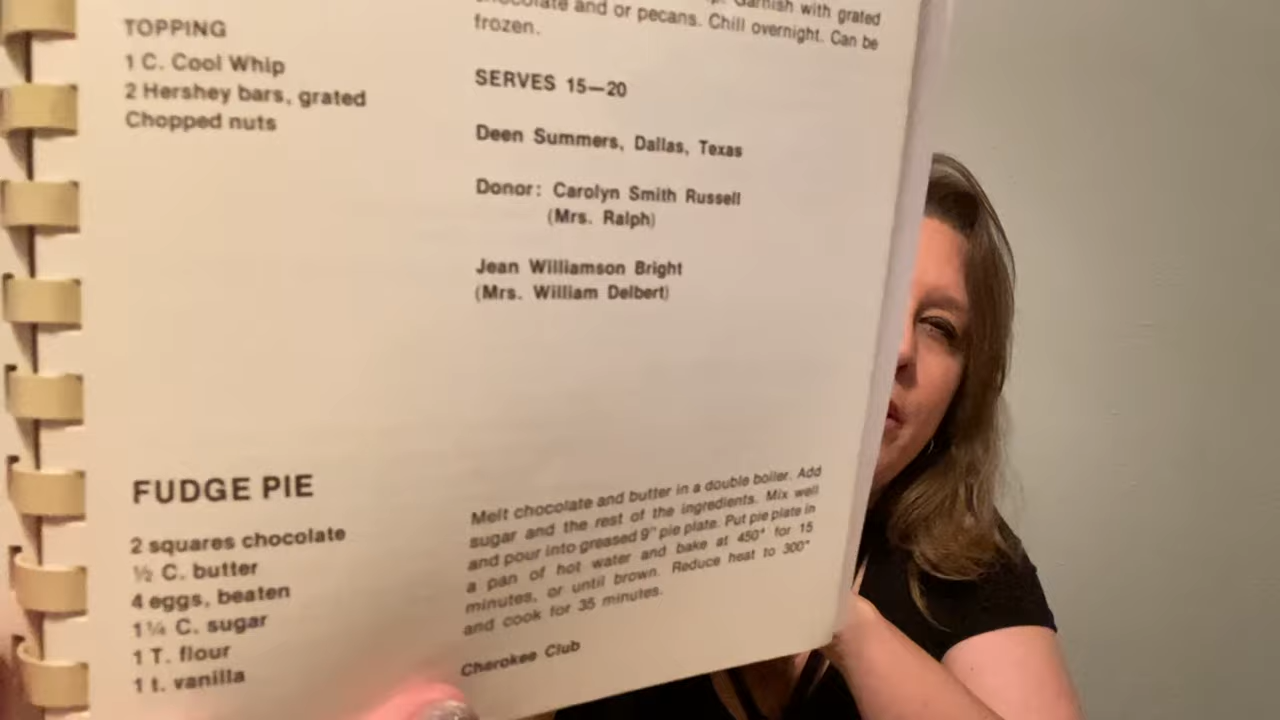 TOPPING
1 C. Cool Whip
2 Hershey bars, grated
Chopped nuts
Garnish with grated
chocolate and or pecans. Chill overnight. Can be
frozen.
SERVES 15—20
Deen Summers, Dallas, Texas
Donor: Carolyn Smith Russell
(Mrs. Ralph)
Jean Williamson Bright
(Mrs. William Delbert)
FUDGE PIE
2 squares chocolate
½ C. butter
4 eggs, beaten
1¼ C. sugar
1 T. flour
1 t. vanilla
Melt chocolate and butter in a double boiler. Add
sugar and the rest of the ingredients. Mix well
and pour into greased 9" pie plate. Put pie plate in
a pan of hot water and bake at 450° for 15
minutes, or until brown. Reduce heat to 300°
and cook for 35 minutes.
Cherokee Club